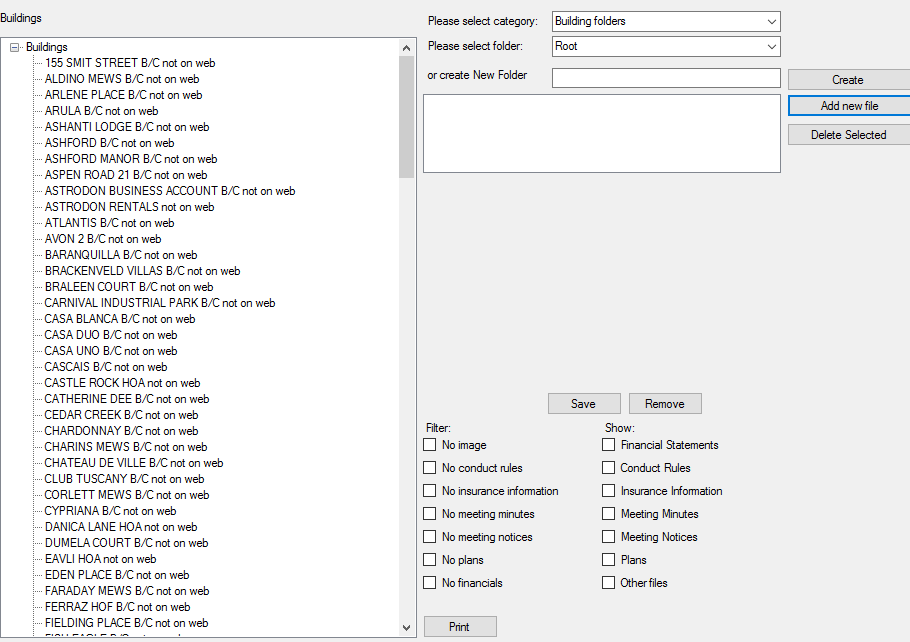 Buildings
Buildings
155 SMIT STREET B/C not on web
ALDINO MEWS B/C not on web
ARLENE PLACE B/C not on web
ARULA B/C not on web
ASHANTI LODGE B/C not on web
ASHFORD B/C not on web
ASHFORD MANOR B/C not on web
ASPEN ROAD 21 B/C not on web
ASTRODON BUSINESS ACCOUNT B/C not on web
ASTRODON RENTALS not on web
ATLANTIS B/C not on web
AVON 2 B/C not on web
BARANQUILLA B/C not on web
BRACKENVELD VILLAS B/C not on web
BRALEEN COURT B/C not on web
CARNIVAL INDUSTRIAL PARK B/C not on web
CASA BLANCA B/C not on web
CASA DUO B/C not on web
CASA UNO B/C not on web
CASCAIS B/C not on web
CASTLE ROCK HOA not on web
CATHERINE DEE B/C not on web
CEDAR CREEK B/C not on web
CHARDONNAY B/C not on web
CHARINS MEWS B/C not on web
CHATEAU DE VILLE B/C not on web
CLUB TUSCANY B/C not on web
CORLETT MEWS B/C not on web
CYPRIANA B/C not on web
DANICA LANE HOA not on web
DUMELA COURT B/C not on web
EAVLI HOA not on web
EDEN PLACE B/C not on web
FARADAY MEWS B/C not on web
FERRAZ HOF B/C not on web
FIELDING PLACE B/C not on web
Please select category: Building folders
Please select folder: Root
or create New Folder
Create
Add new file
Delete Selected
Save Remove
Filter: Show:
No image Financial Statements
No conduct rules Conduct Rules
No insurance information Insurance Information
No meeting minutes Meeting Minutes
No meeting notices Meeting Notices
No plans Plans
No financials Other files
Print